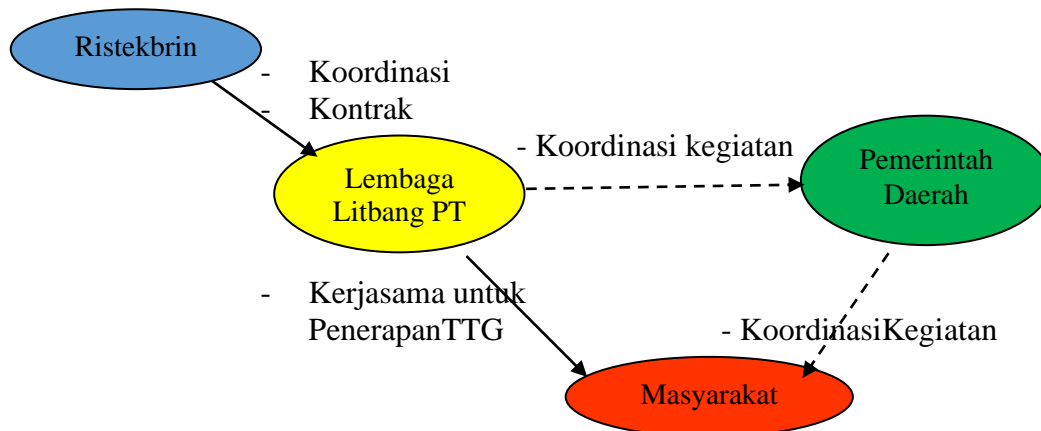 Ristekbrin
- Koordinasi
- Kontrak
- Koordinasi kegiatan
Pemerintah
Daerah
Lembaga
Litbang PT
- Kerjasama untuk
PenerapanTTG
- KoordinasiKegiatan
Masyarakat